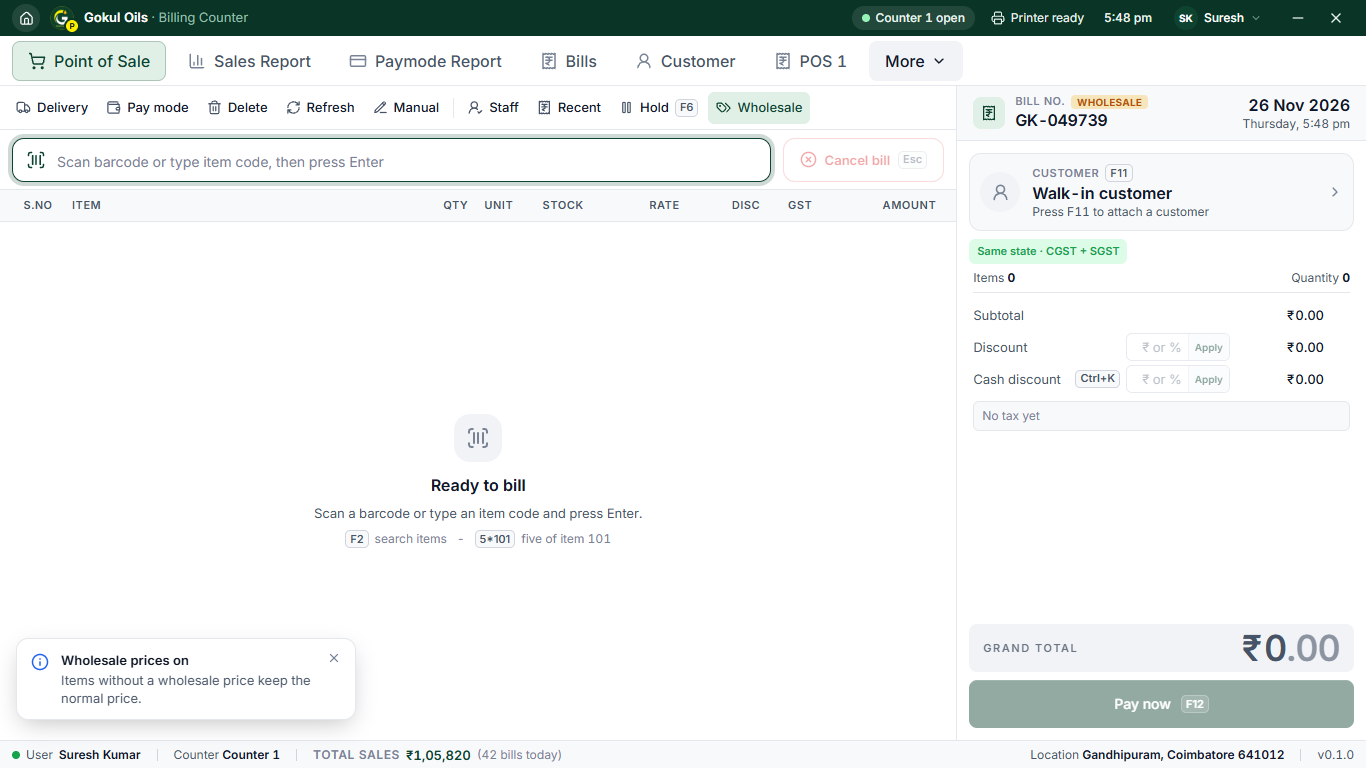 Gokul Oils · Billing Counter
Counter 1 open
Printer ready
5:48 pm
SK Suresh
Point of Sale
Sales Report
Paymode Report
Bills
Customer
POS 1
More
Delivery
Pay mode
Delete
Refresh
Manual
Staff
Recent
Hold F6
Wholesale
BILL NO. WHOLESALE
GK-049739
26 Nov 2026
Thursday, 5:48 pm
Scan barcode or type item code, then press Enter
Cancel bill Esc
S.NO ITEM QTY UNIT STOCK RATE DISC GST AMOUNT
CUSTOMER F11
Walk-in customer
Press F11 to attach a customer
Same state · CGST + SGST
Items 0 Quantity 0
Subtotal ₹0.00
Discount ₹ or % Apply ₹0.00
Cash discount Ctrl+K ₹ or % Apply ₹0.00
No tax yet
Ready to bill
Scan a barcode or type an item code and press Enter.
F2 search items - 5*101 five of item 101
Wholesale prices on
Items without a wholesale price keep the
normal price.
GRAND TOTAL ₹0.00
Pay now F12
User Suresh Kumar
Counter Counter 1
TOTAL SALES ₹1,05,820 (42 bills today)
Location Gandhipuram, Coimbatore 641012
v0.1.0